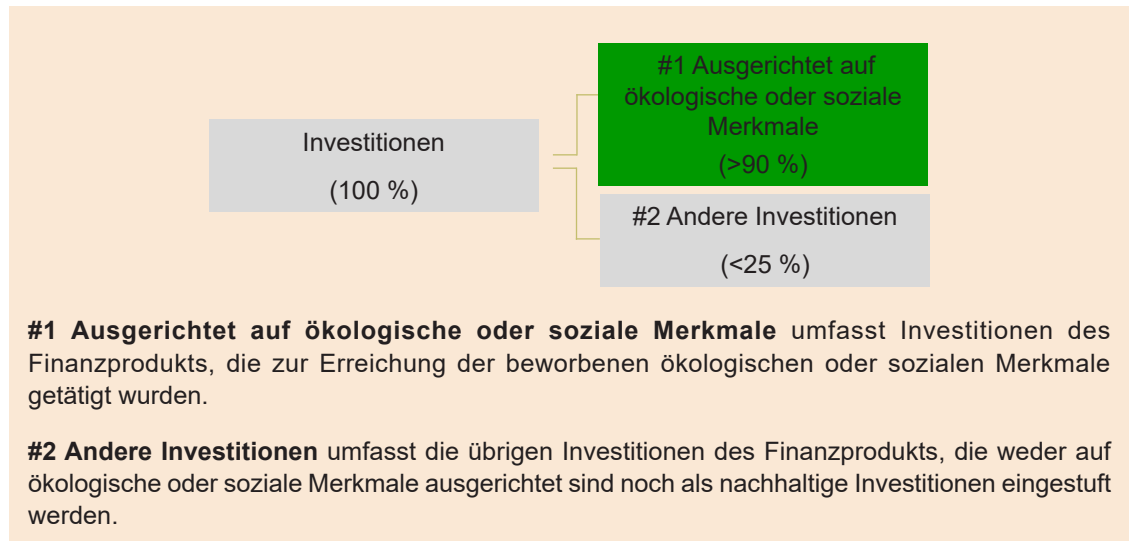 #1 Ausgerichtet auf
ökologische oder soziale
Merkmale
(>90 %)
Investitionen
(100 %)
#2 Andere Investitionen
(<25 %)
#1 Ausgerichtet auf ökologische oder soziale Merkmale umfasst Investitionen des
Finanzprodukts, die zur Erreichung der beworbenen ökologischen oder sozialen Merkmale
getätigt wurden.
#2 Andere Investitionen umfasst die übrigen Investitionen des Finanzprodukts, die weder auf
ökologische oder soziale Merkmale ausgerichtet sind noch als nachhaltige Investitionen eingestuft
werden.